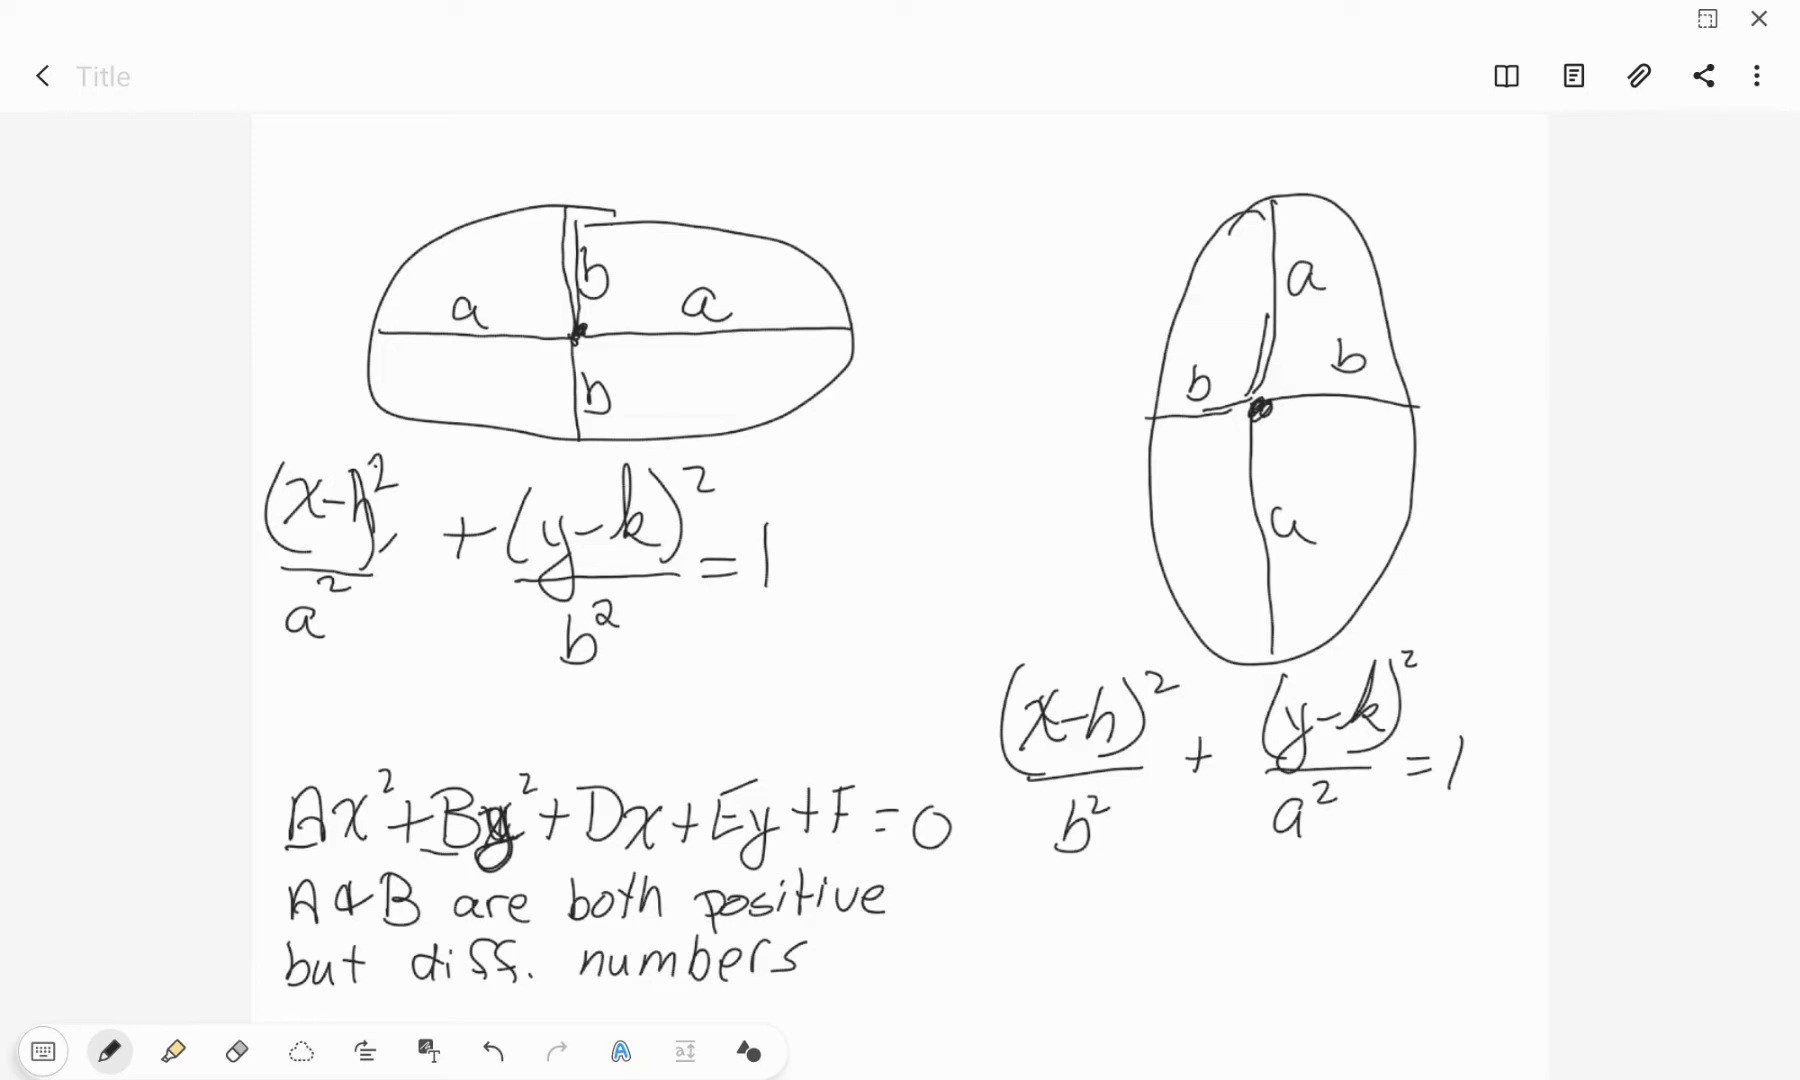 Title
b
a a
b
a
b b
a
(x-h)² + (y-k)² = 1
a² b²
(x-h)² + (y-k)² = 1
b² a²
Ax² + By² + Dx + Ey + F = 0
A & B are both positive
but diff. numbers